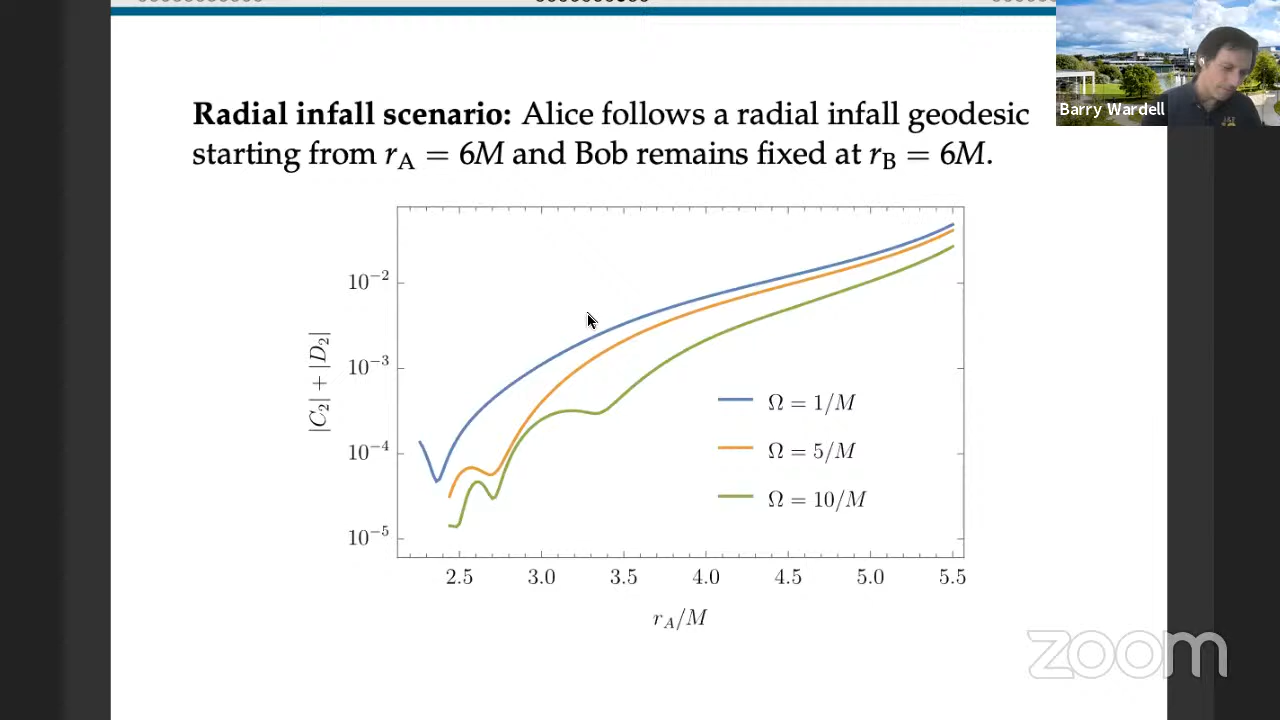 Barry Wardell
Radial infall scenario: Alice follows a radial infall geodesic
starting from r_A = 6M and Bob remains fixed at r_B = 6M.
10⁻²
10⁻³
10⁻⁴
10⁻⁵
|C₂| + |D₂|
Ω = 1/M
Ω = 5/M
Ω = 10/M
2.5 3.0 3.5 4.0 4.5 5.0 5.5
r_A/M
zoom